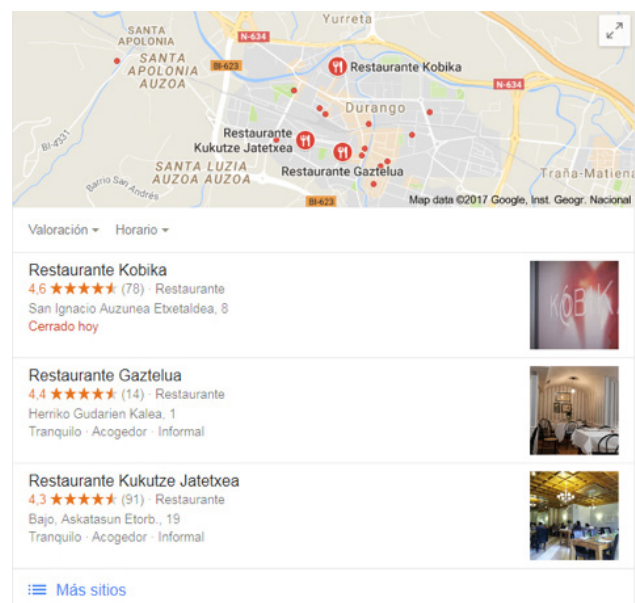 Yurreta
SANTA
APOLONIA
N-634
SANTA
APOLONIA
AUZOA
BI-623
Restaurante Kobika
N-634
Durango
BI-4331
Restaurante
Kukutze Jatetxea
Restaurante Gaztelua
SANTA LUZIA
AUZOA AUZOA
Barrio San Andrés
Traña-Matiena
BI-623
Map data ©2017 Google, Inst. Geogr. Nacional
Valoración Horario
Restaurante Kobika
4,6 ★★★★★ (78) · Restaurante
San Ignacio Auzunea Etxetaldea, 8
Cerrado hoy
KÓBIK
Restaurante Gaztelua
4,4 ★★★★★ (14) · Restaurante
Herriko Gudarien Kalea, 1
Tranquilo · Acogedor · Informal
Restaurante Kukutze Jatetxea
4,3 ★★★★★ (91) · Restaurante
Bajo, Askatasun Etorb., 19
Tranquilo · Acogedor · Informal
Más sitios